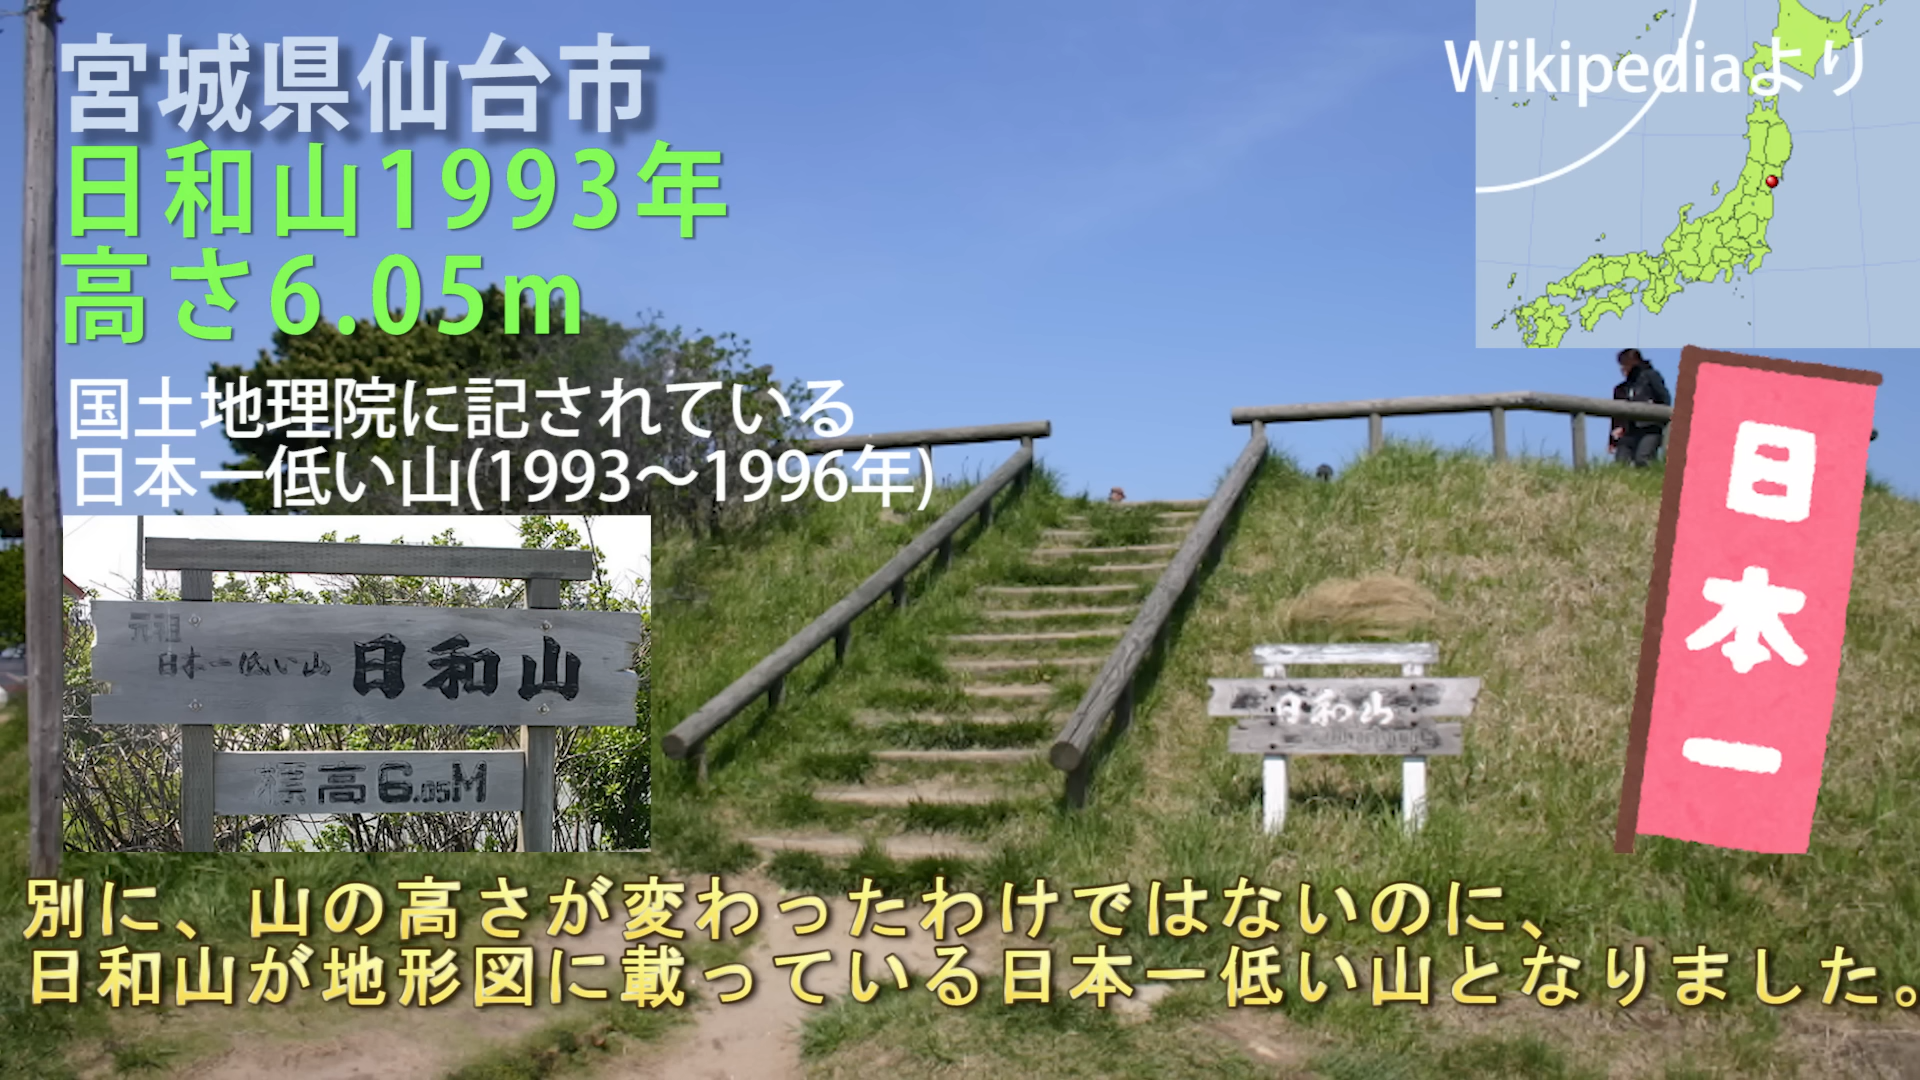 宮城県仙台市
日和山1993年
高さ6.05m
Wikipediaより
国土地理院に記されている
日本一低い山(1993～1996年)
元祖
日本一低い山 日和山
標高6.05M
日和山
日本一
別に、山の高さが変わったわけではないのに、
日和山が地形図に載っている日本一低い山となりました。